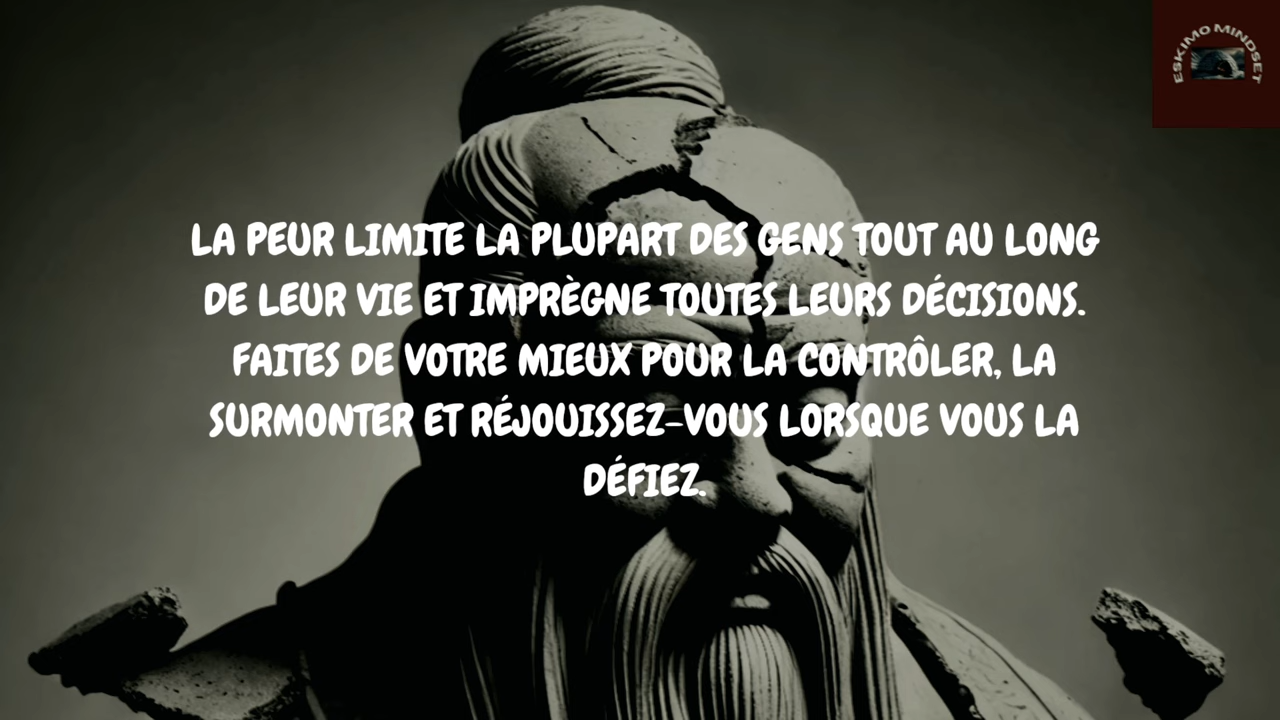 ESKIMO MINDSET
LA PEUR LIMITE LA PLUPART DES GENS TOUT AU LONG
DE LEUR VIE ET IMPRÈGNE TOUTES LEURS DÉCISIONS.
FAITES DE VOTRE MIEUX POUR LA CONTRÔLER, LA
SURMONTER ET RÉJOUISSEZ-VOUS LORSQUE VOUS LA
DÉFIEZ.